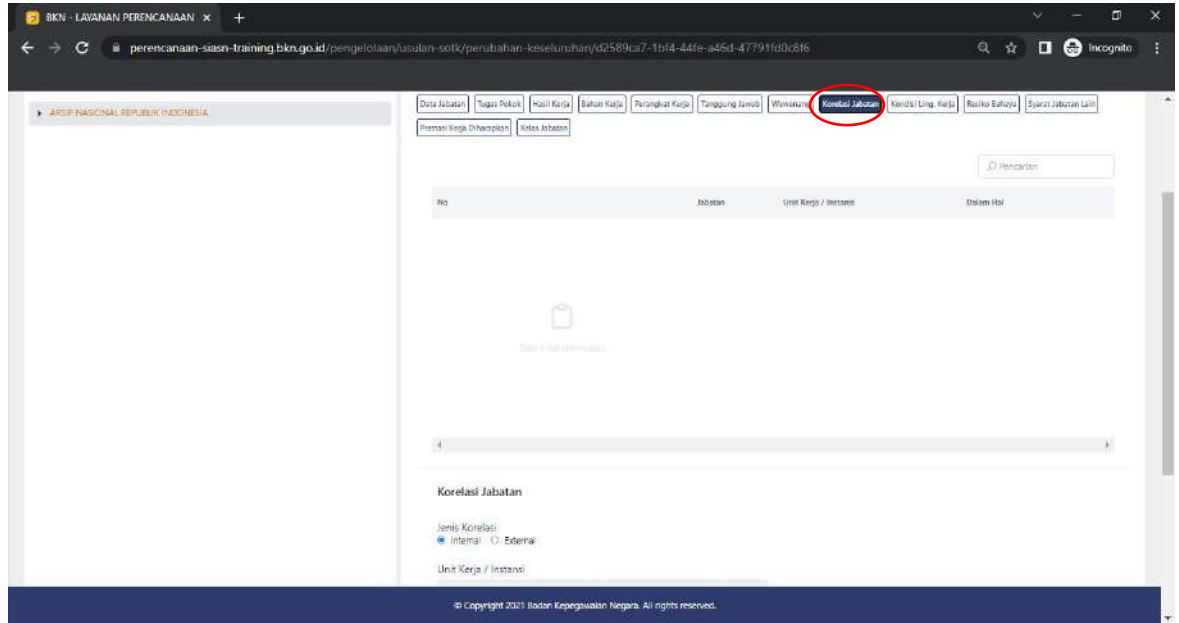 BKN - LAYANAN PERENCANAAN
perencanaan-siasn-training.bkn.go.id/pengelolaan/usulan-sotk/perubahan-keseluruhan/d2589ca7-1bf4-44fe-a46d-47791fd0c8f6
Incognito
ARSIP NASIONAL REPUBLIK INDONESIA
Data Jabatan Tugas Pokok Hasil Kerja Bahan Kerja Perangkat Kerja Tanggung Jawab Wewenang Korelasi Jabatan Kondisi Ling. Kerja Resiko Bahaya Syarat Jabatan Lain
Prestasi Kerja Diharapkan Kelas Jabatan
Pencarian
No Jabatan Unit Kerja / Instansi Dalam Hal
Data tidak ditemukan
Korelasi Jabatan
Jenis Korelasi
Internal External
Unit Kerja / Instansi
© Copyright 2021 Badan Kepegawaian Negara. All rights reserved.